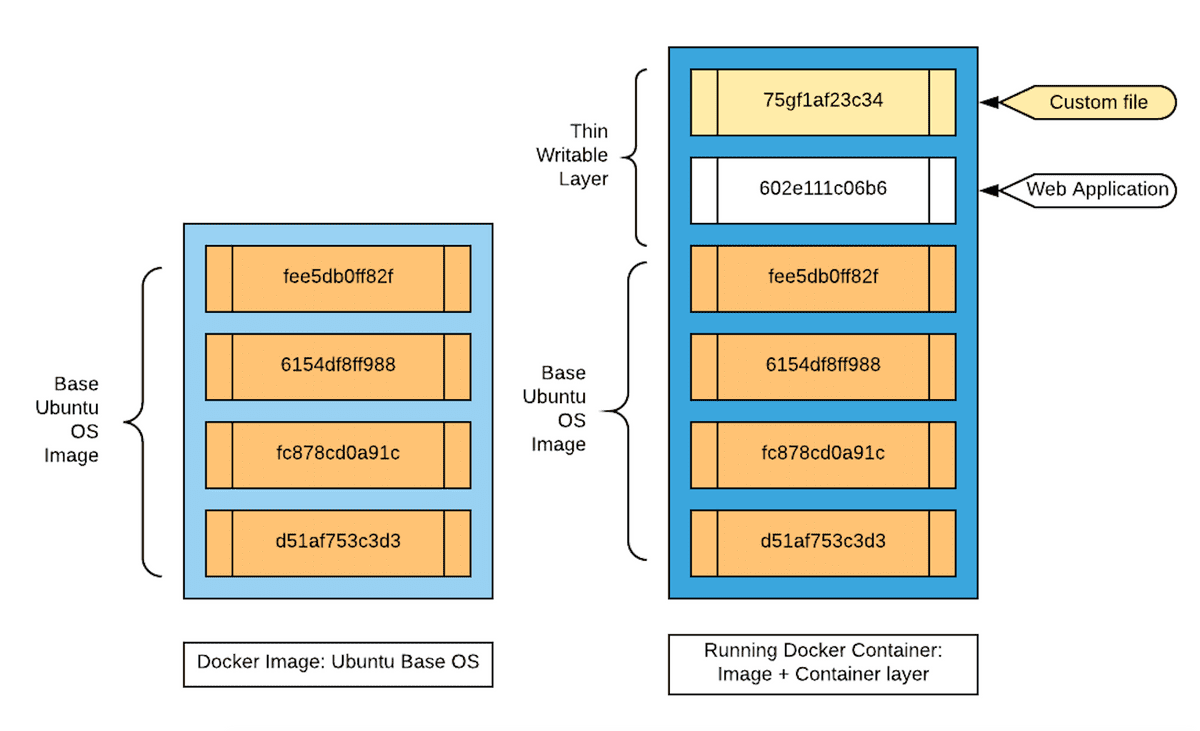 Base
Ubuntu
OS
Image
fee5db0ff82f
6154df8ff988
fc878cd0a91c
d51af753c3d3
Docker Image: Ubuntu Base OS
Thin
Writable
Layer
Base
Ubuntu
OS
Image
75gf1af23c34
602e111c06b6
fee5db0ff82f
6154df8ff988
fc878cd0a91c
d51af753c3d3
Custom file
Web Application
Running Docker Container:
Image + Container layer